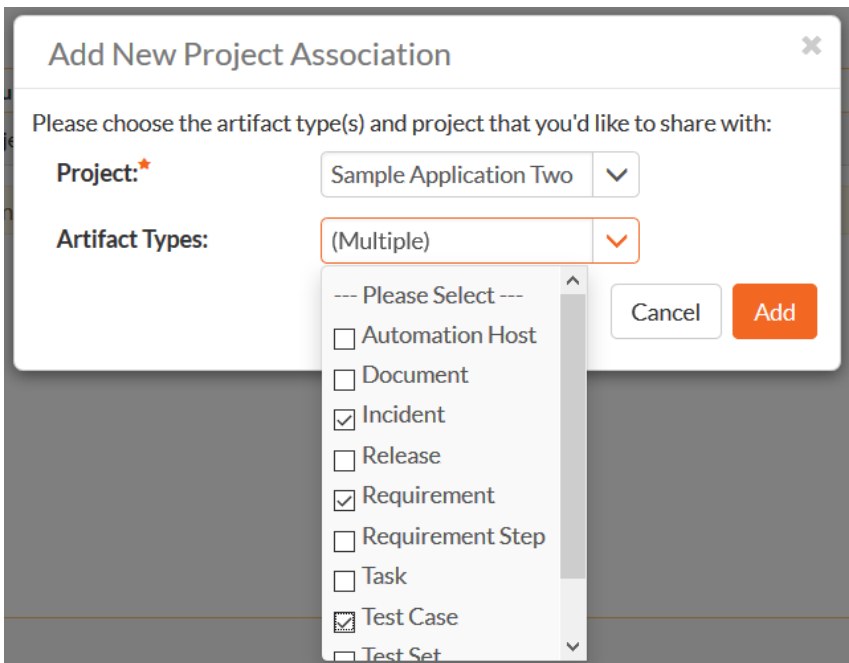 Add New Project Association
Please choose the artifact type(s) and project that you'd like to share with:
Project:*
Sample Application Two
Artifact Types:
(Multiple)
--- Please Select ---
Cancel
Add
Automation Host
Document
Incident
Release
Requirement
Requirement Step
Task
Test Case
Test Set